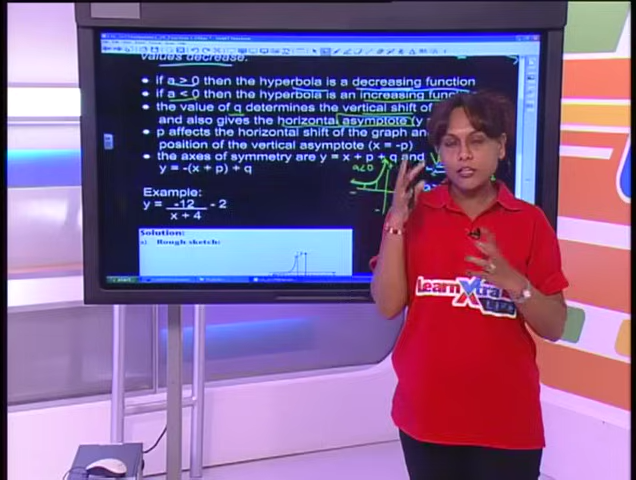 values decrease.
• if a > 0 then the hyperbola is a decreasing function
• if a < 0 then the hyperbola is an increasing funct
• the value of q determines the vertical shift of
and also gives the horizontal asymptote (y
• p affects the horizontal shift of the graph and
position of the vertical asymptote (x = -p)
• the axes of symmetry are y = x + p + q and
y = -(x + p) + q
a<0
Example:
y = -12 - 2
x + 4
Solution:
a) Rough sketch:
Learn Xtra
LIVE